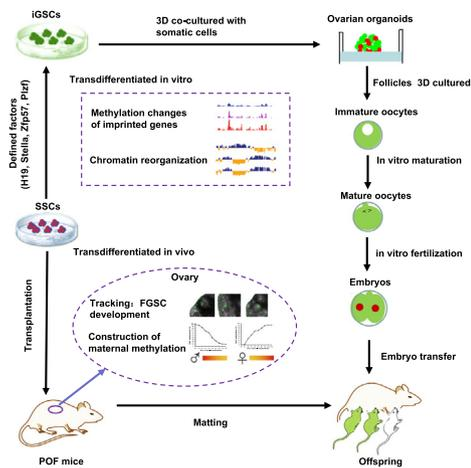 iGSCs
3D co-cultured with
somatic cells
Ovarian organoids
Transdifferentiated in vitro
Methylation changes
of imprinted genes
Chromatin reorganization
Defined factors
(H19, Stella, Zfp57, Plzf)
Follicles 3D cultured
Immature oocytes
In vitro maturation
Mature oocytes
in vitro fertilization
Embryos
Embryo transfer
SSCs
Transdifferentiated in vivo
Transplantation
Ovary
Tracking: FGSC
development
Construction of
maternal methylation
♂
♀
Matting
POF mice
Offspring